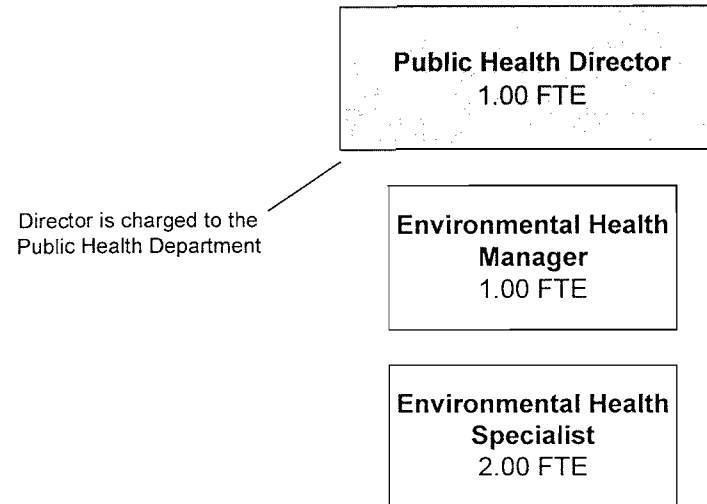 Public Health Director
1.00 FTE
Director is charged to the
Public Health Department
Environmental Health
Manager
1.00 FTE
Environmental Health
Specialist
2.00 FTE